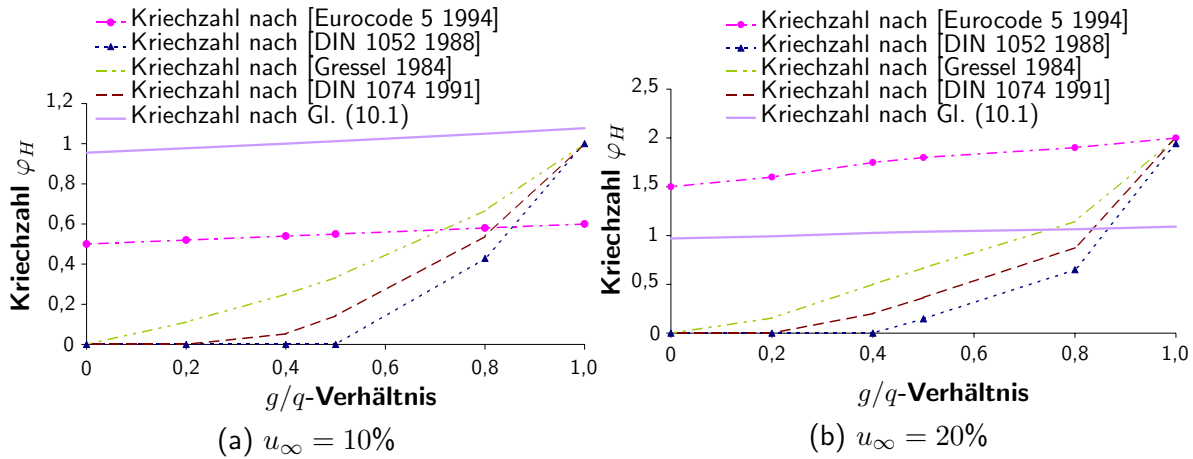 Kriechzahl nach [Eurocode 5 1994]
Kriechzahl nach [DIN 1052 1988]
Kriechzahl nach [Gressel 1984]
Kriechzahl nach [DIN 1074 1991]
Kriechzahl nach Gl. (10.1)
Kriechzahl φH
1,2
1
0,8
0,6
0,4
0,2
0
0 0,2 0,4 0,6 0,8 1,0
g/q-Verhältnis
(a) u∞ = 10%
Kriechzahl nach [Eurocode 5 1994]
Kriechzahl nach [DIN 1052 1988]
Kriechzahl nach [Gressel 1984]
Kriechzahl nach [DIN 1074 1991]
Kriechzahl nach Gl. (10.1)
Kriechzahl φH
2,5
2
1,5
1
0,5
0
0 0,2 0,4 0,6 0,8 1,0
g/q-Verhältnis
(b) u∞ = 20%